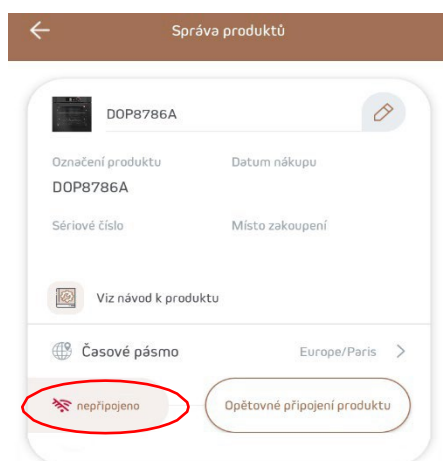 Správa produktů
DOP8786A
Označení produktu Datum nákupu
DOP8786A
Sériové číslo Místo zakoupení
Viz návod k produktu
Časové pásmo Europe/Paris
nepřipojeno Opětovné připojení produktu